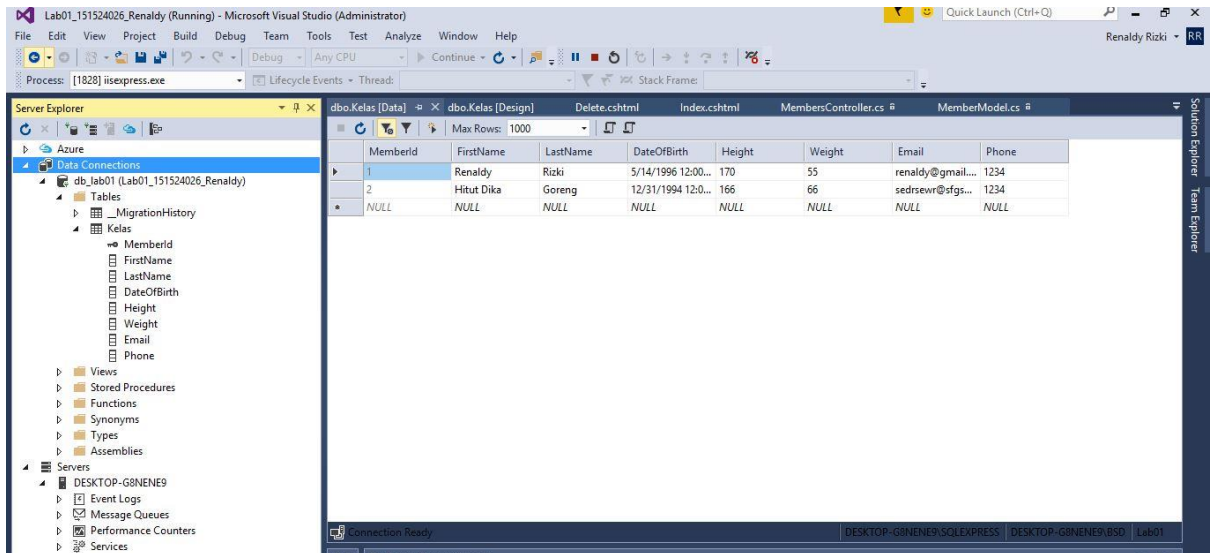 Lab01_151524026_Renaldy (Running) - Microsoft Visual Studio (Administrator)
Quick Launch (Ctrl+Q)
File Edit View Project Build Debug Team Tools Test Analyze Window Help
Renaldy Rizki RR
Debug Any CPU Continue
Process: [1828] iisexpress.exe Lifecycle Events Thread: Stack Frame:
Server Explorer
Azure
Data Connections
db_lab01 (Lab01_151524026_Renaldy)
Tables
__MigrationHistory
Kelas
MemberId
FirstName
LastName
DateOfBirth
Height
Weight
Email
Phone
Views
Stored Procedures
Functions
Synonyms
Types
Assemblies
Servers
DESKTOP-G8NENE9
Event Logs
Message Queues
Performance Counters
Services
dbo.Kelas [Data] dbo.Kelas [Design] Delete.cshtml Index.cshtml MembersController.cs MemberModel.cs
Max Rows: 1000
MemberId FirstName LastName DateOfBirth Height Weight Email Phone
1 Renaldy Rizki 5/14/1996 12:00... 170 55 renaldy@gmail.... 1234
2 Hitut Dika Goreng 12/31/1994 12:0... 166 66 sedrsewr@sfgs... 1234
NULL NULL NULL NULL NULL NULL NULL NULL
Connection Ready DESKTOP-G8NENE9\SQLEXPRESS DESKTOP-G8NENE9\BSD Lab01
Solution Explorer
Team Explorer